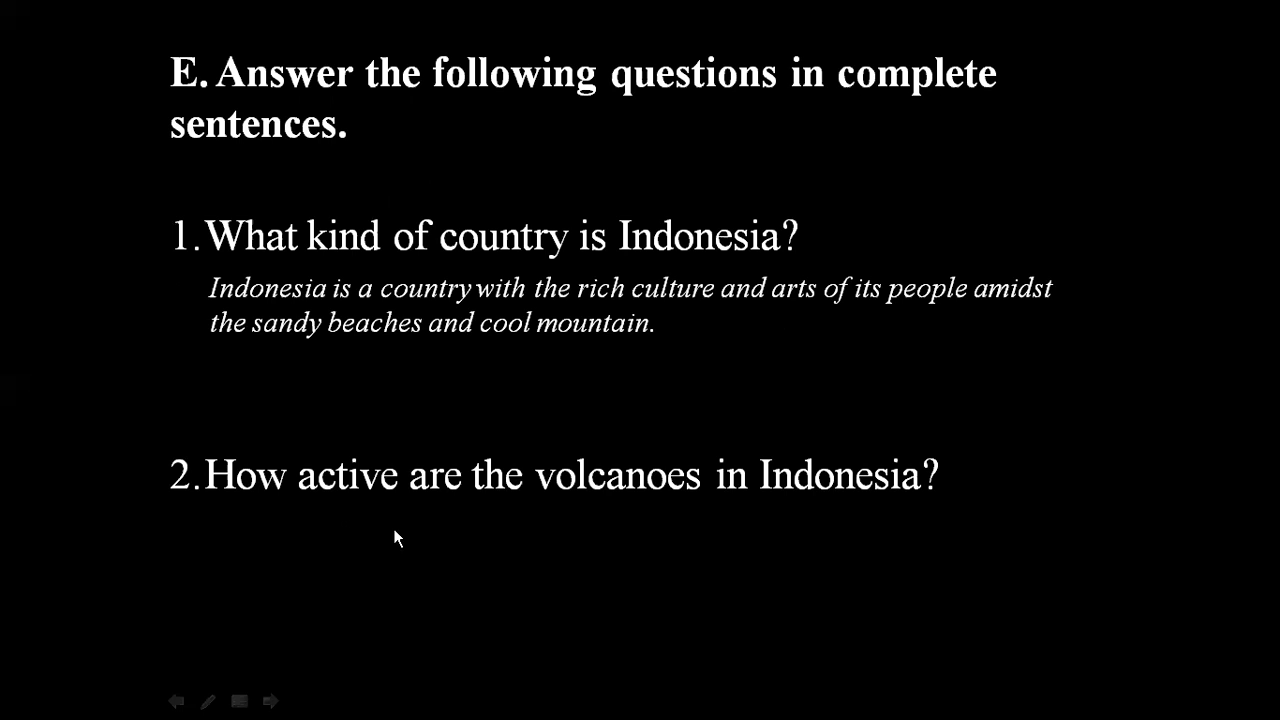 E. Answer the following questions in complete
sentences.
1. What kind of country is Indonesia?
Indonesia is a country with the rich culture and arts of its people amidst
the sandy beaches and cool mountain.
2. How active are the volcanoes in Indonesia?